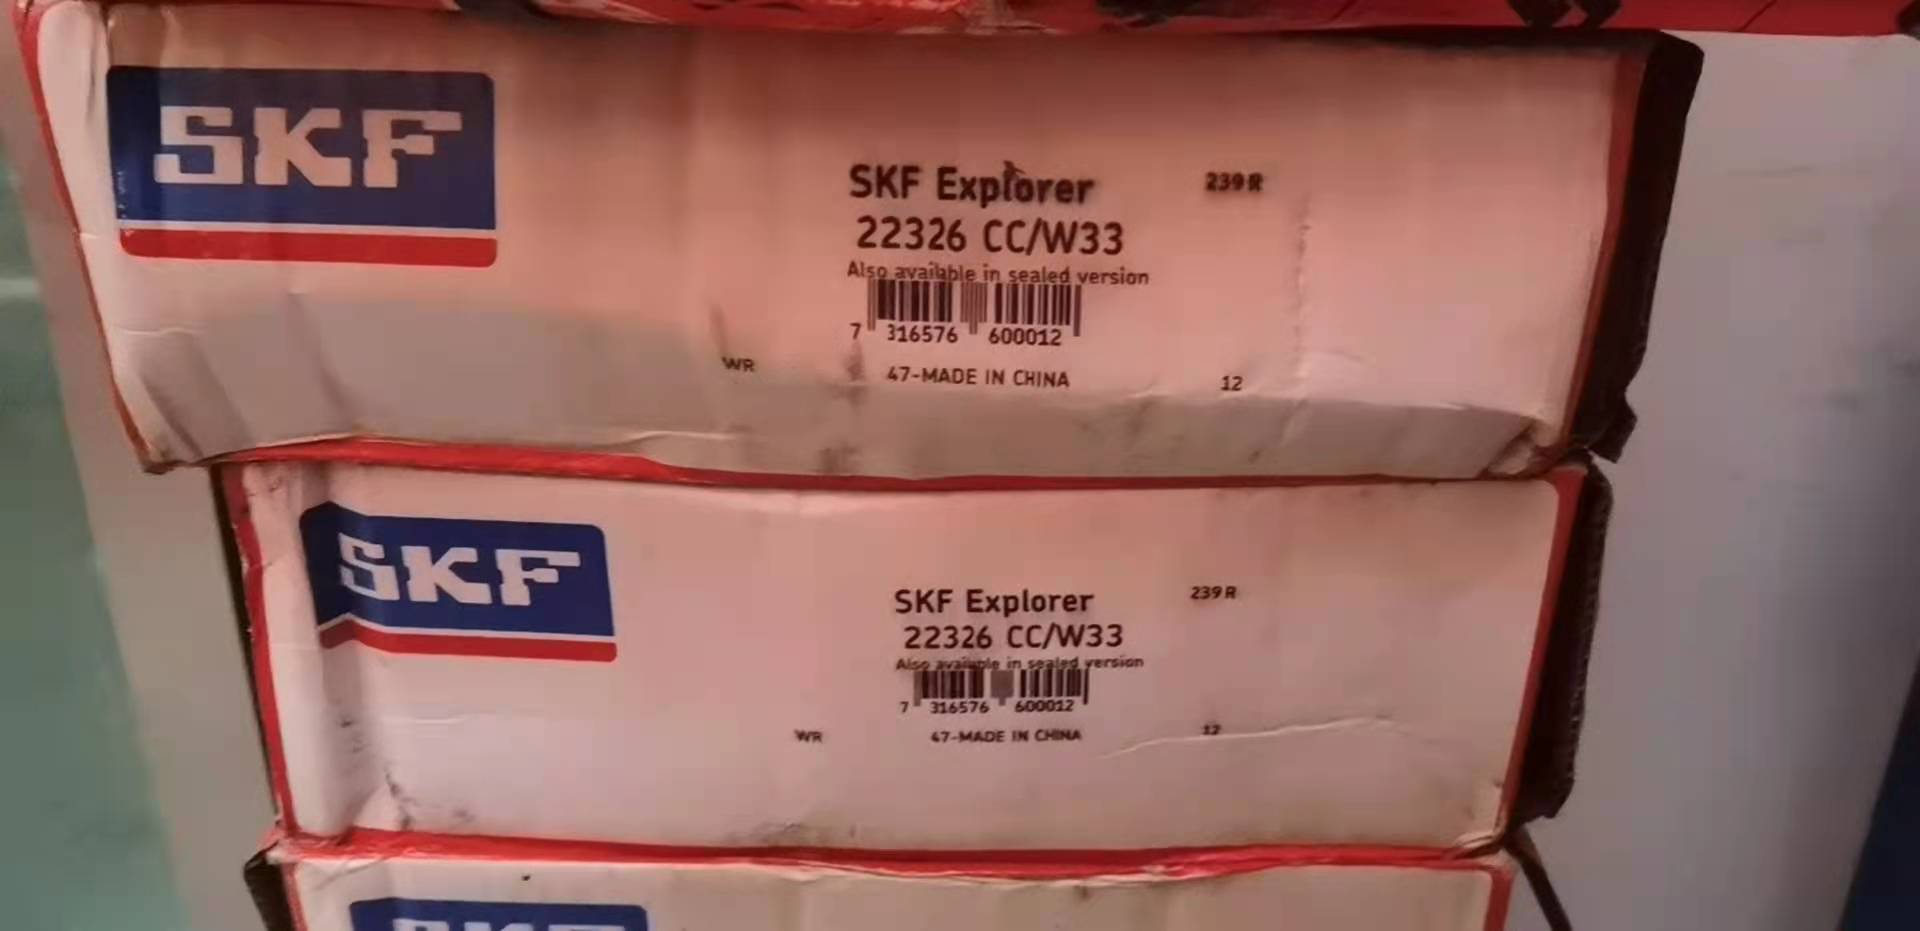 SKF
SKF Explorer
239 R
22326 CC/W33
Also available in sealed version
7 316576 600012
WR
47-MADE IN CHINA
12
SKF
SKF Explorer
239 R
22326 CC/W33
Also available in sealed version
7 316576 600012
WR
47-MADE IN CHINA
12
SKF